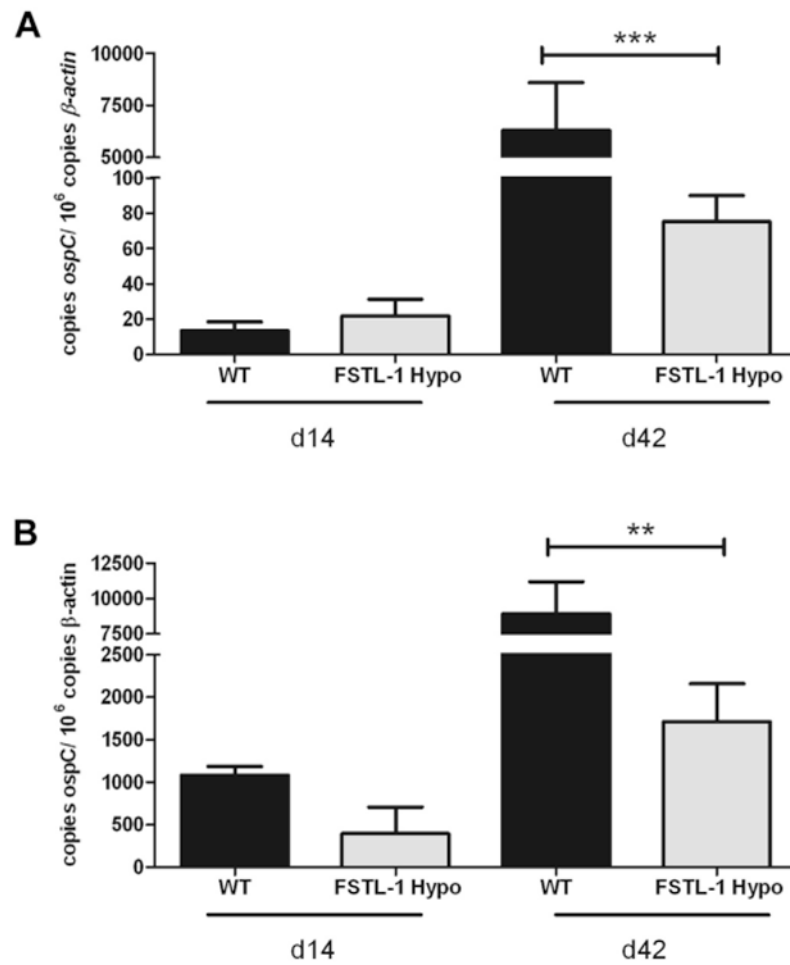 A
copies ospC/ 10⁶ copies β-actin
10000
7500
5000
100
80
60
40
20
0
***
WT
FSTL-1 Hypo
WT
FSTL-1 Hypo
d14
d42
B
copies ospC/ 10⁶ copies β-actin
12500
10000
7500
2500
2000
1500
1000
500
0
**
WT
FSTL-1 Hypo
WT
FSTL-1 Hypo
d14
d42